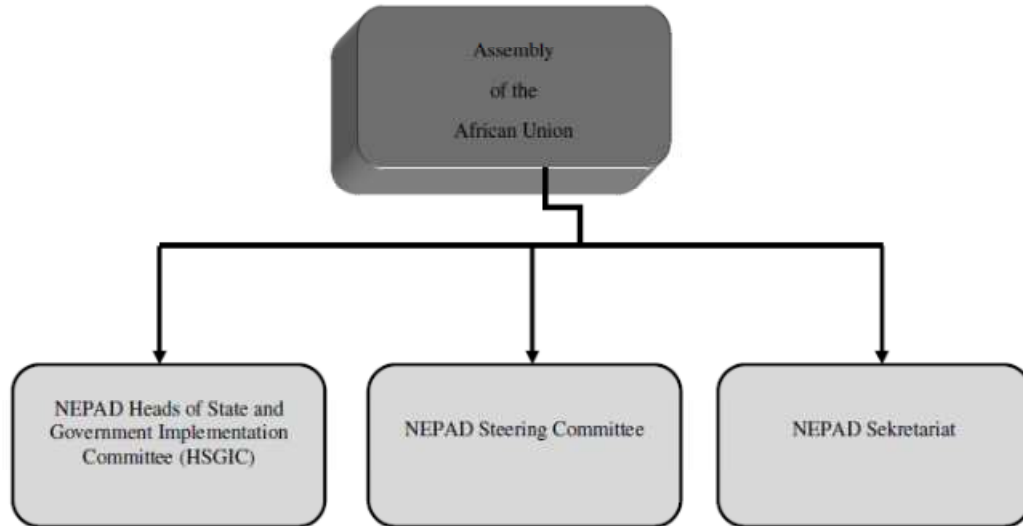 Assembly
of the
African Union
NEPAD Heads of State and
Government Implementation
Committee (HSGIC)
NEPAD Steering Committee
NEPAD Sekretariat